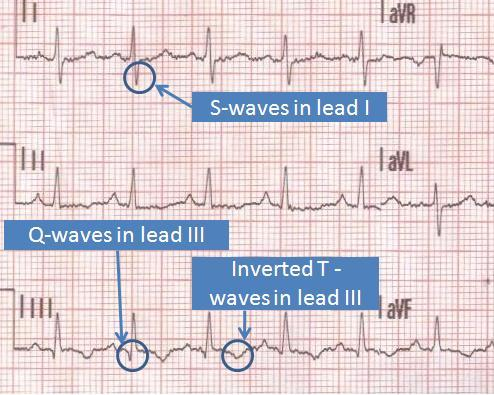 I
aVR
S-waves in lead I
II
aVL
Q-waves in lead III
Inverted T -
waves in lead III
III
aVF